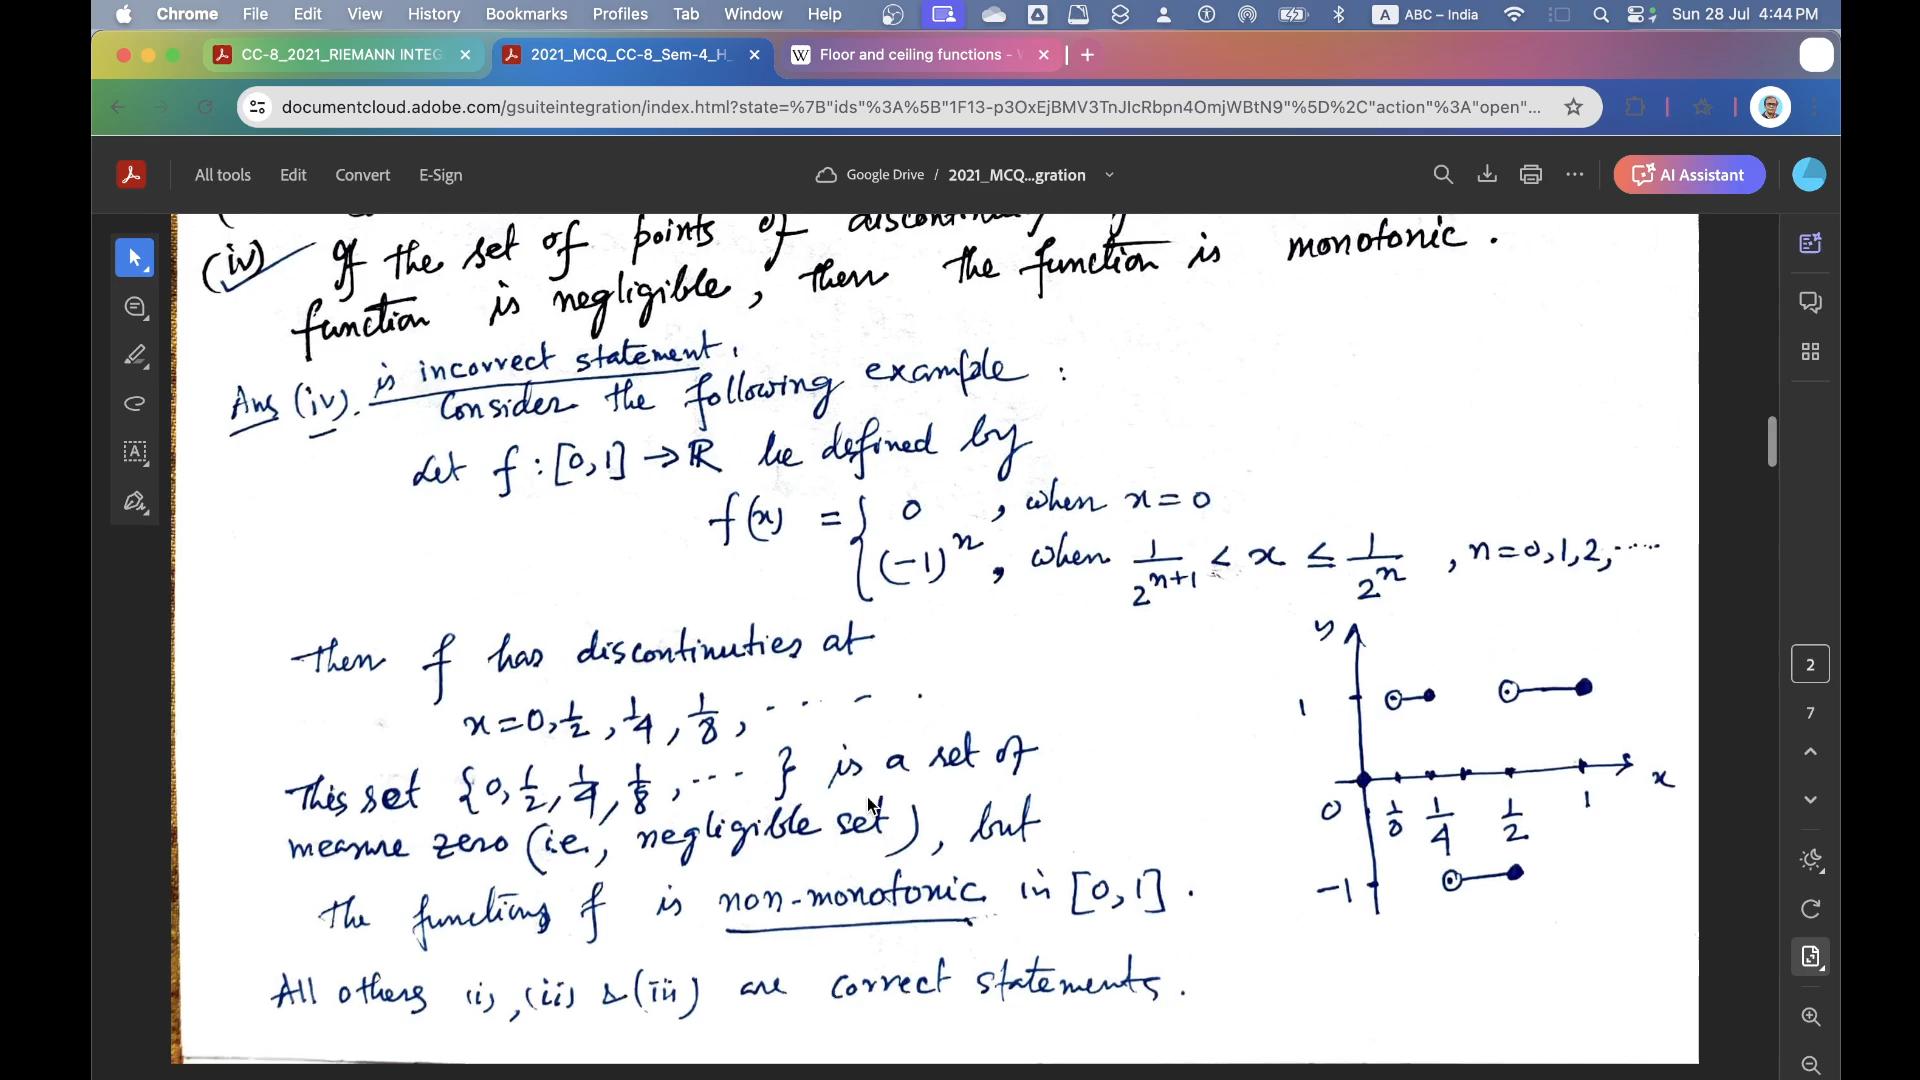 Chrome File Edit View History Bookmarks Profiles Tab Window Help A ABC – India Sun 28 Jul 4:44 PM
CC-8_2021_RIEMANN INTEG 2021_MCQ_CC-8_Sem-4_H_ W Floor and ceiling functions -
documentcloud.adobe.com/gsuiteintegration/index.html?state=%7B"ids"%3A%5B"1F13-p3OxEjBMV3TnJIcRbpn4OmjWBtN9"%5D%2C"action"%3A"open"...
All tools Edit Convert E-Sign Google Drive / 2021_MCQ...gration AI Assistant
(iv) If the set of points of discontinuity of
function is negligible, then the function is monotonic.
Ans (iv). is incorrect statement.
Consider the following example :
Let f : [0,1] → ℝ be defined by
f(x) = { 0 , when x = 0
(-1)^n , when 1/2^{n+1} < x ≤ 1/2^n , n = 0,1,2,.....
Then f has discontinuties at
x = 0, 1/2, 1/4, 1/8, - - - - .
This set {0, 1/2, 1/4, 1/8, ... } is a set of
measure zero (i.e., negligible set), but
the functions f is non-monotonic in [0,1].
All others (i), (ii) & (iii) are correct statements.
y
1
0 1/8 1/4 1/2 1 x
-1
2
7